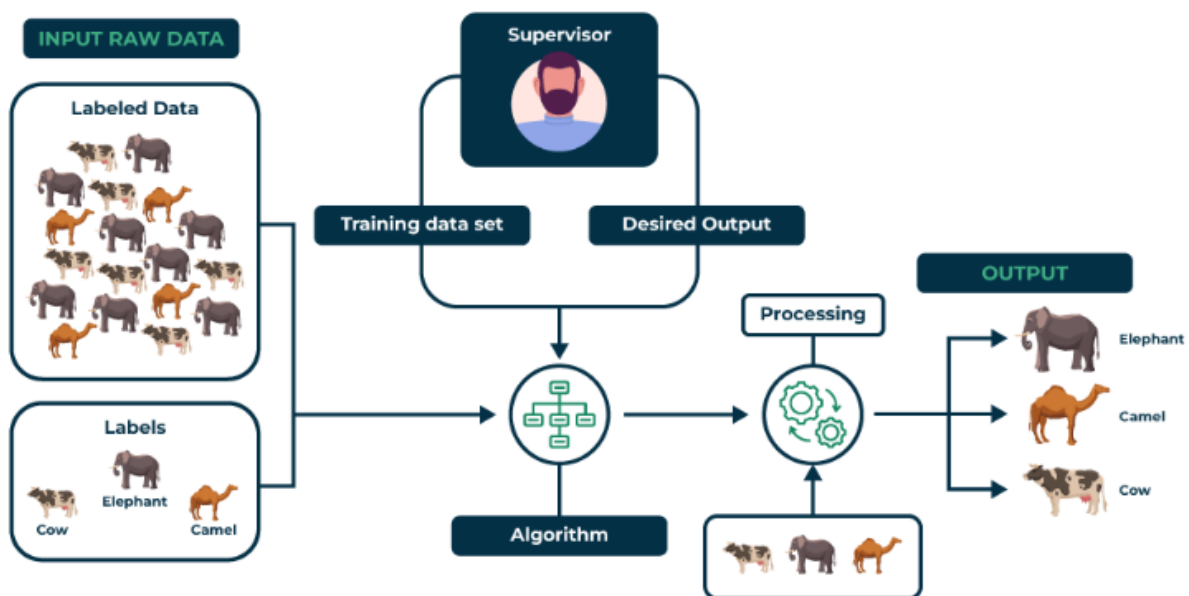 INPUT RAW DATA
Labeled Data
Labels
Elephant
Cow
Camel
Supervisor
Training data set
Desired Output
Algorithm
Processing
OUTPUT
Elephant
Camel
Cow